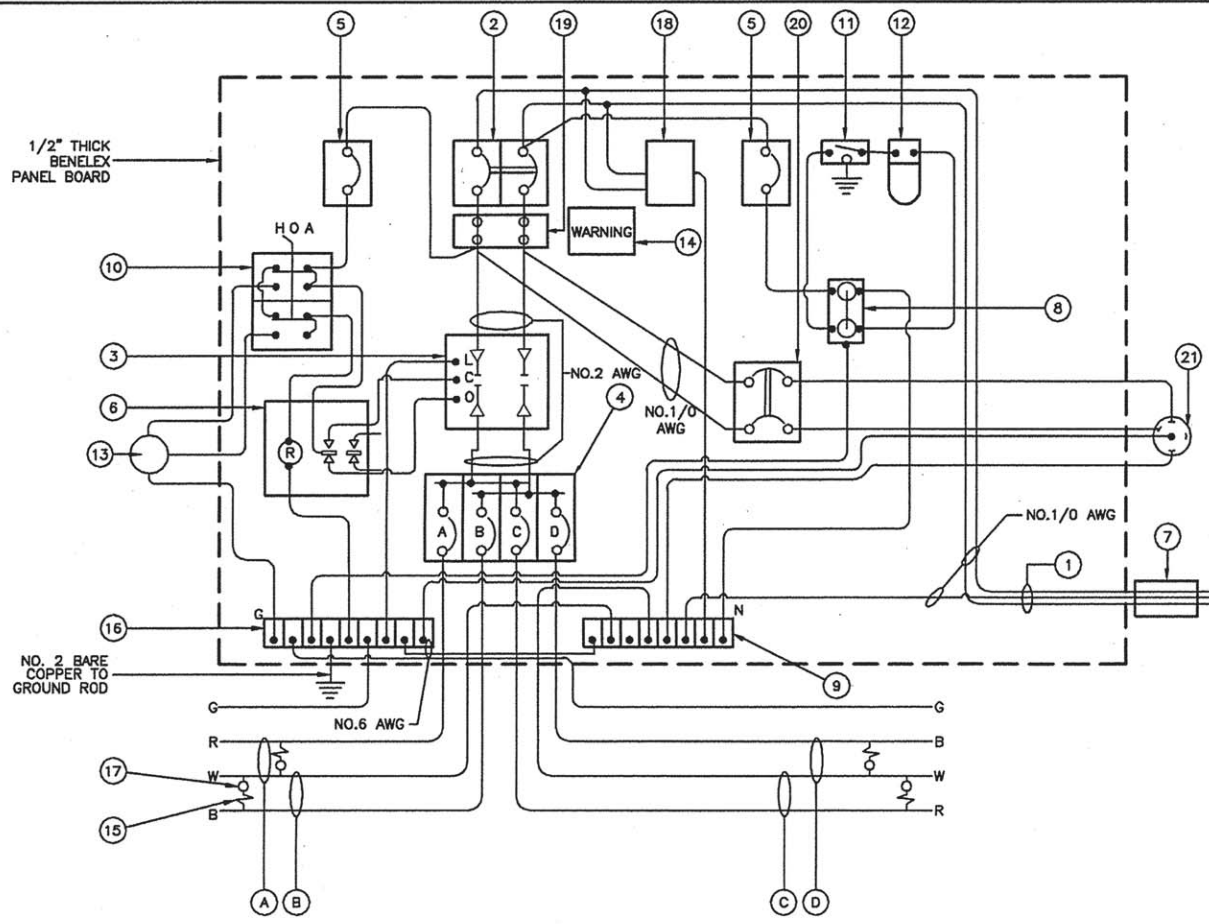 5
2
19
18
5
20
11
12
1/2" THICK
BENELEX
PANEL BOARD
H O A
WARNING
14
10
8
3
L
C
O
NO.2 AWG
4
NO.1/0
AWG
21
6
13
R
A B C D
NO.1/0 AWG
1
7
G
N
16
9
NO. 2 BARE
COPPER TO
GROUND ROD
G
NO.6 AWG
G
R
B
17
W
W
15
B
R
A
B
C
D